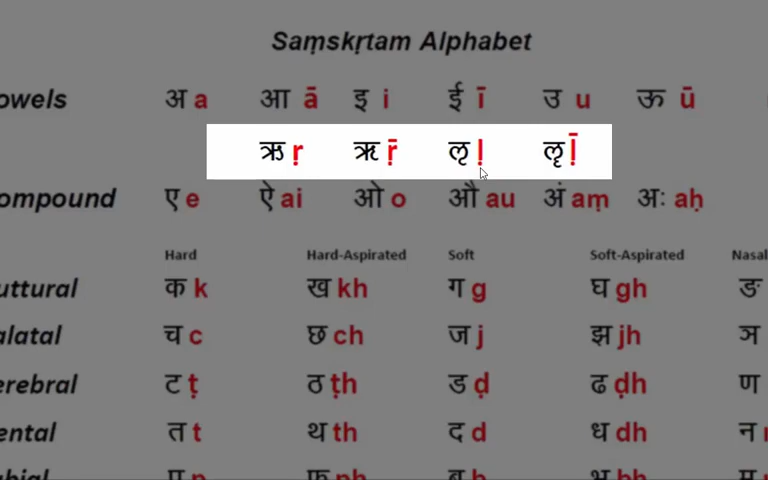 Saṃskṛtam Alphabet
owels अ a आ ā इ i ई ī उ u ऊ ū
ऋ ṛ ऋ ṝ ऌ ḷ ॡ ḹ
ompound ए e ऐ ai ओ o औ au अं aṃ अः aḥ
Hard Hard-Aspirated Soft Soft-Aspirated Nasal
uttural क k ख kh ग g घ gh ङ
alatal च c छ ch ज j झ jh ञ
erebral ट ṭ ठ ṭh ड ḍ ढ ḍh ण
ental त t थ th द d ध dh न